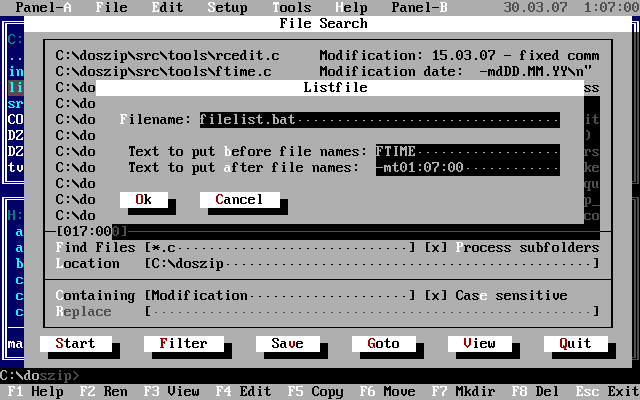 Panel-A File Edit Setup Tools Help Panel-B 30.03.07 1:07:00
File Search
C:
C:\doszip\src\tools\rcedit.c Modification: 15.03.07 - fixed comm
..
C:\doszip\src\tools\ftime.c Modification date: -mdDD.MM.YY\n"
in
Listfile
li
C:\do
ss
sr
C:\do
CO
C:\do
Filename: filelist.bat
it
DZ
C:\do
)
DZ
C:\do
Text to put before file names: FTIME
rs
tv
C:\do
Text to put after file names: -mt01:07:00
ke
C:\do
qu
C:\do
Ok Cancel
p_
H:
C:\do
co
a
[017:000]
a
Find Files [*.c] [x] Process subfolders
b
Location [C:\doszip]
c
c
Containing [Modification] [x] Case sensitive
c
Replace []
ma
Start Filter Save Goto View Quit
C:\doszip>
F1 Help F2 Ren F3 View F4 Edit F5 Copy F6 Move F7 Mkdir F8 Del Esc Exit